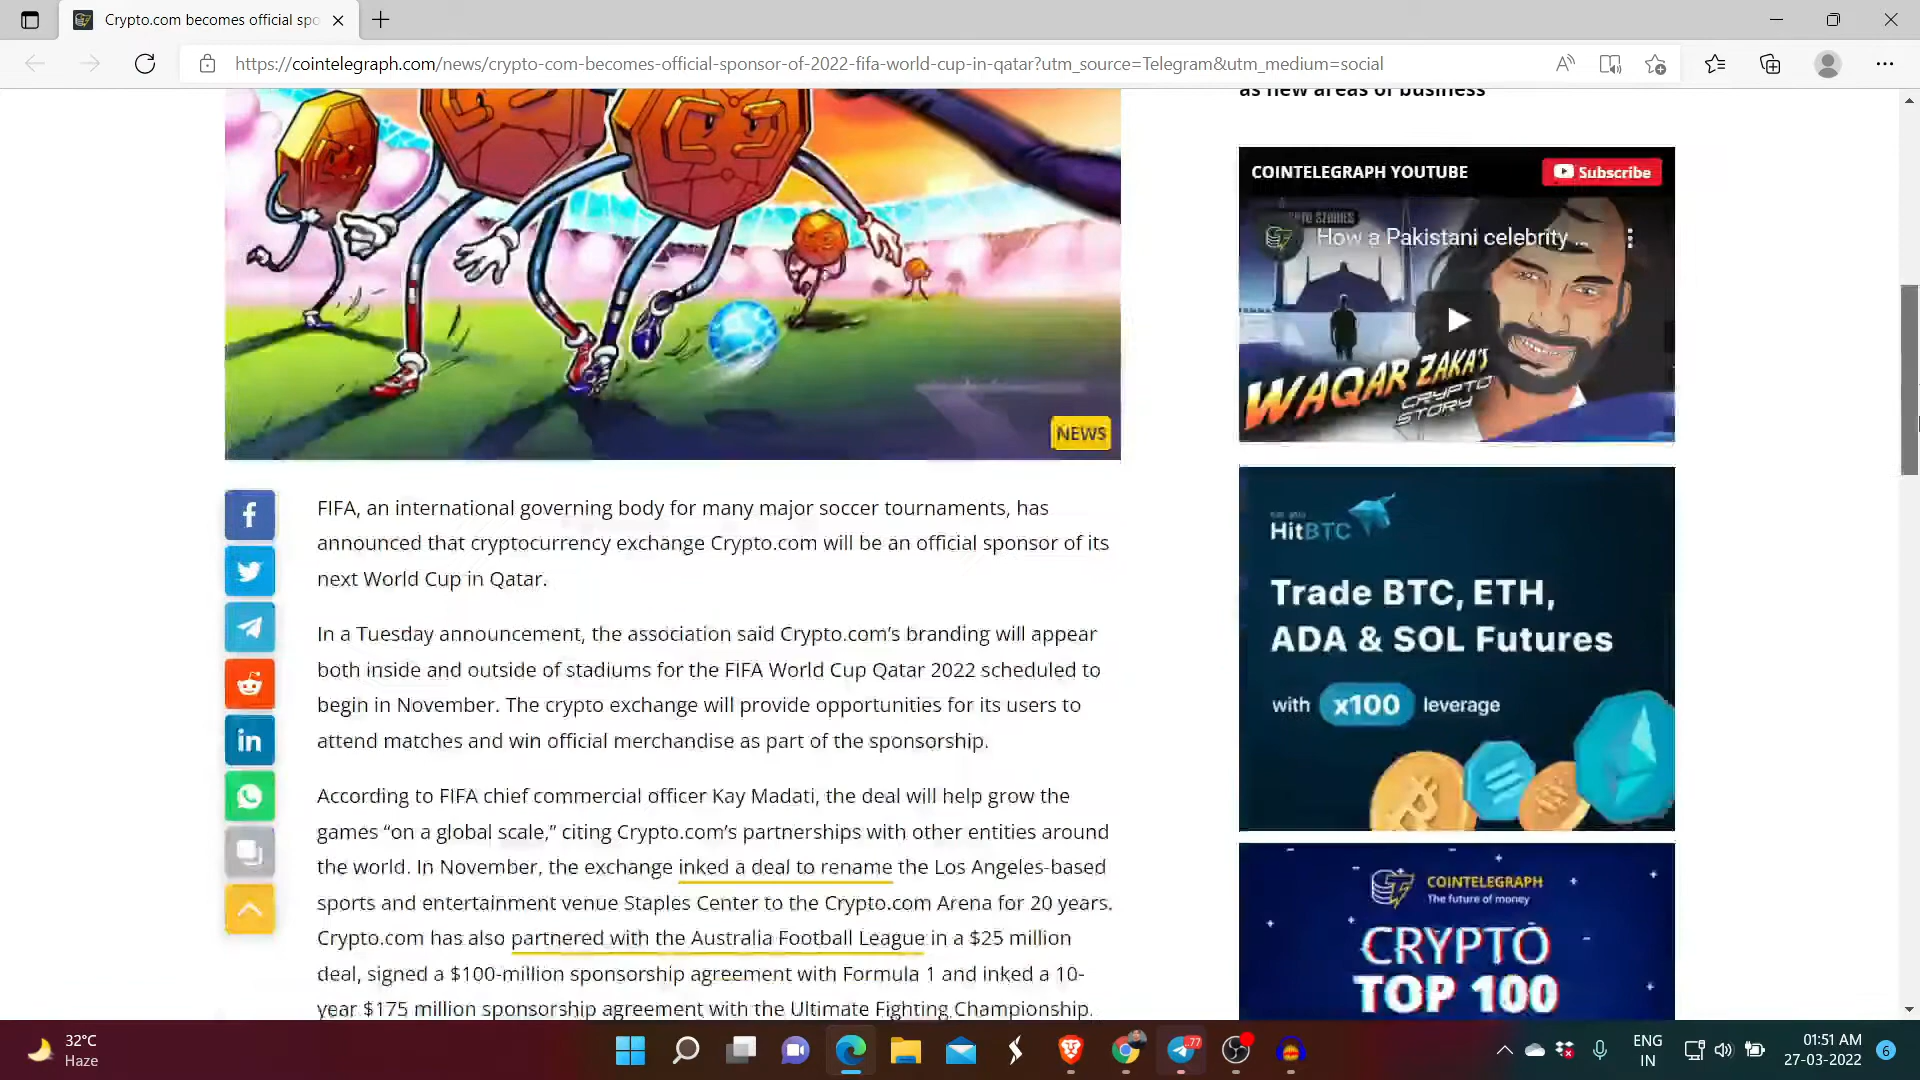 Crypto.com becomes official spo
https://cointelegraph.com/news/crypto-com-becomes-official-sponsor-of-2022-fifa-world-cup-in-qatar?utm_source=Telegram&utm_medium=social
as new areas of business
NEWS
FIFA, an international governing body for many major soccer tournaments, has
announced that cryptocurrency exchange Crypto.com will be an official sponsor of its
next World Cup in Qatar.
In a Tuesday announcement, the association said Crypto.com’s branding will appear
both inside and outside of stadiums for the FIFA World Cup Qatar 2022 scheduled to
begin in November. The crypto exchange will provide opportunities for its users to
attend matches and win official merchandise as part of the sponsorship.
According to FIFA chief commercial officer Kay Madati, the deal will help grow the
games “on a global scale,” citing Crypto.com’s partnerships with other entities around
the world. In November, the exchange inked a deal to rename the Los Angeles-based
sports and entertainment venue Staples Center to the Crypto.com Arena for 20 years.
Crypto.com has also partnered with the Australia Football League in a $25 million
deal, signed a $100-million sponsorship agreement with Formula 1 and inked a 10-
year $175 million sponsorship agreement with the Ultimate Fighting Championship.
COINTELEGRAPH YOUTUBE
Subscribe
How a Pakistani celebrity ...
WAQAR ZAKA'S
CRYPTO
STORY
HitBTC
Trade BTC, ETH,
ADA & SOL Futures
with x100 leverage
COINTELEGRAPH
The future of money
CRYPTO
TOP 100
32°C
Haze
77
ENG
IN
01:51 AM
27-03-2022
6